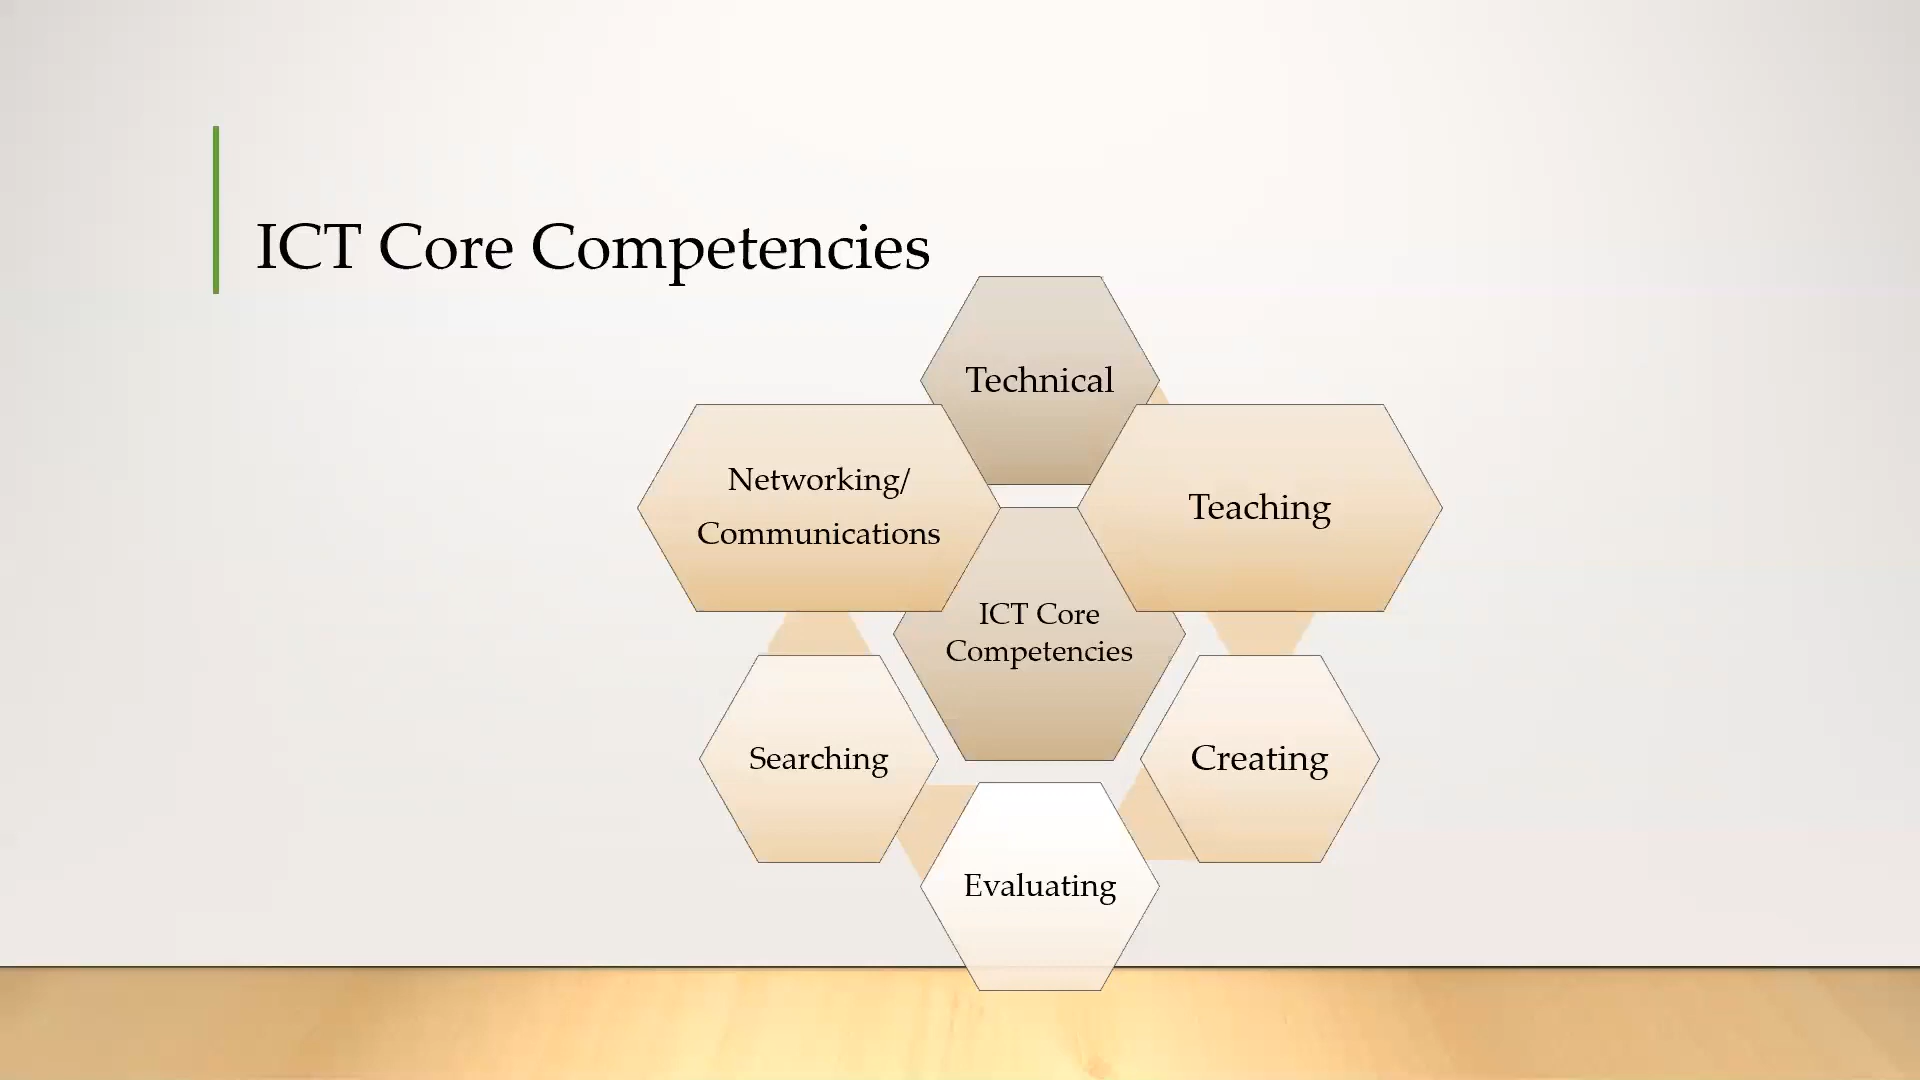 ICT Core Competencies
Technical
Networking/
Communications
Teaching
ICT Core
Competencies
Searching
Creating
Evaluating